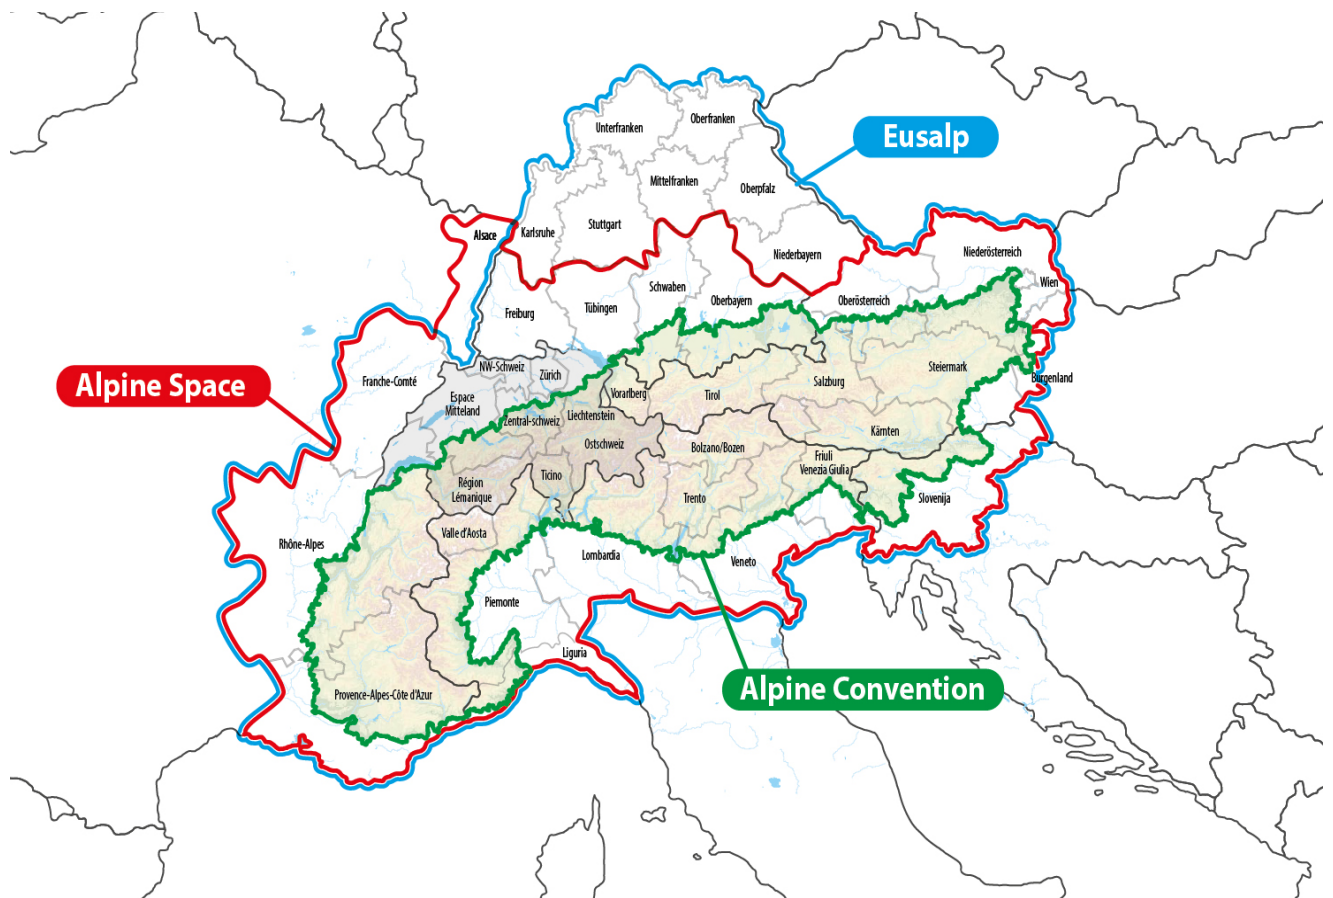 Unterfranken
Oberfranken
Eusalp
Mittelfranken
Oberpfalz
Alsace
Karlsruhe
Stuttgart
Niederbayern
Niederösterreich
Wien
Schwaben
Oberbayern
Oberösterreich
Freiburg
Tübingen
Alpine Space
Franche-Comté
NW-Schweiz
Zürich
Espace
Mitteland
Vorarlberg
Tirol
Salzburg
Steiermark
Burgenland
Zentral-schweiz
Liechtenstein
Ostschweiz
Bolzano/Bozen
Kärnten
Friuli
Venezia Giulia
Région
Lémanique
Ticino
Trento
Slovenija
Valle d'Aosta
Rhône-Alpes
Lombardia
Veneto
Piemonte
Liguria
Provence-Alpes-Côte d'Azur
Alpine Convention